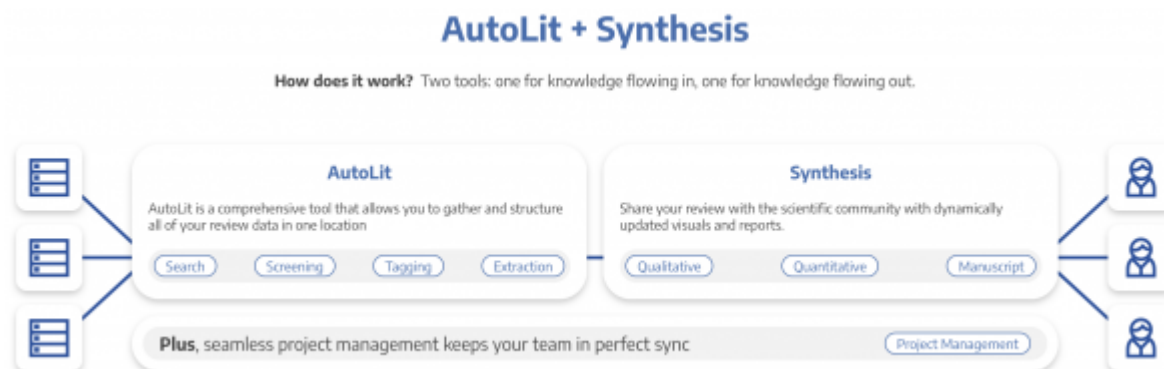 AutoLit + Synthesis
How does it work? Two tools: one for knowledge flowing in, one for knowledge flowing out.
AutoLit
AutoLit is a comprehensive tool that allows you to gather and structure
all of your review data in one location
Search
Screening
Tagging
Extraction
Synthesis
Share your review with the scientific community with dynamically
updated visuals and reports.
Qualitative
Quantitative
Manuscript
Plus, seamless project management keeps your team in perfect sync
Project Management